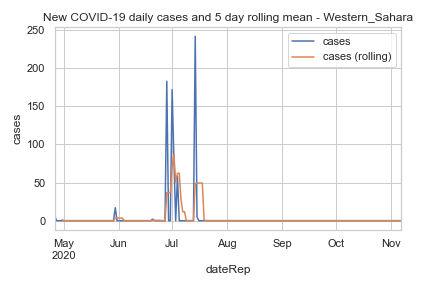 New COVID-19 daily cases and 5 day rolling mean - Western_Sahara
cases
cases (rolling)
250
200
150
100
50
0
cases
May
2020
Jun
Jul
Aug
Sep
Oct
Nov
dateRep